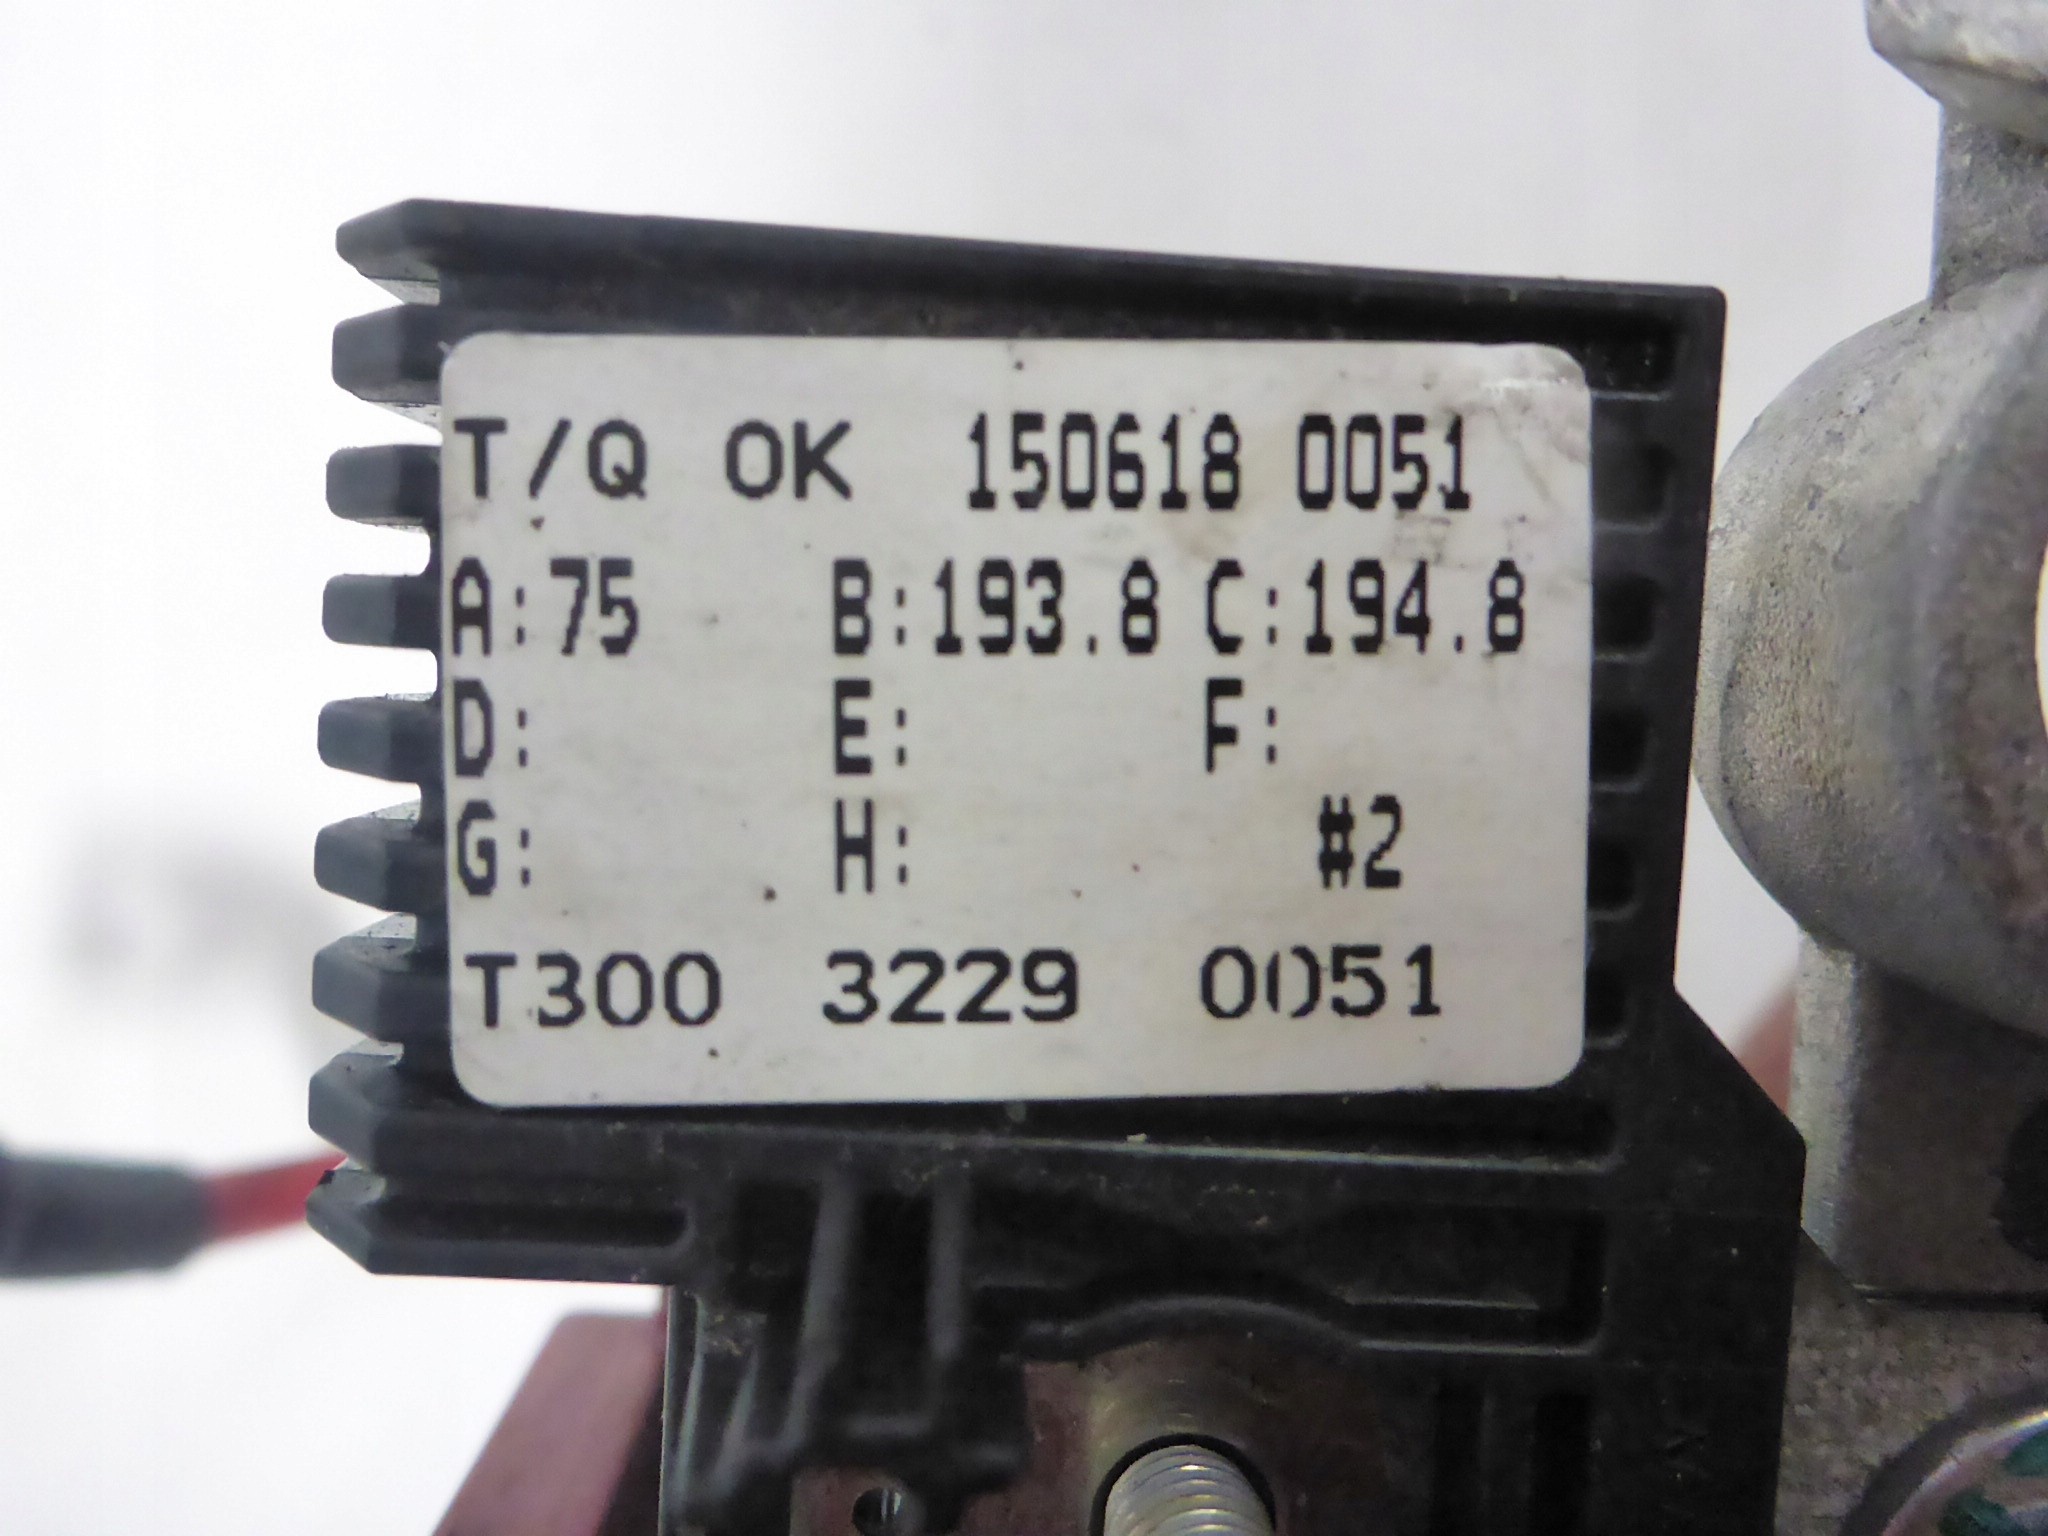 T/Q OK 150618 0051
A:75 B:193.8 C:194.8
D: E: F:
G: H: #2
T300 3229 0051